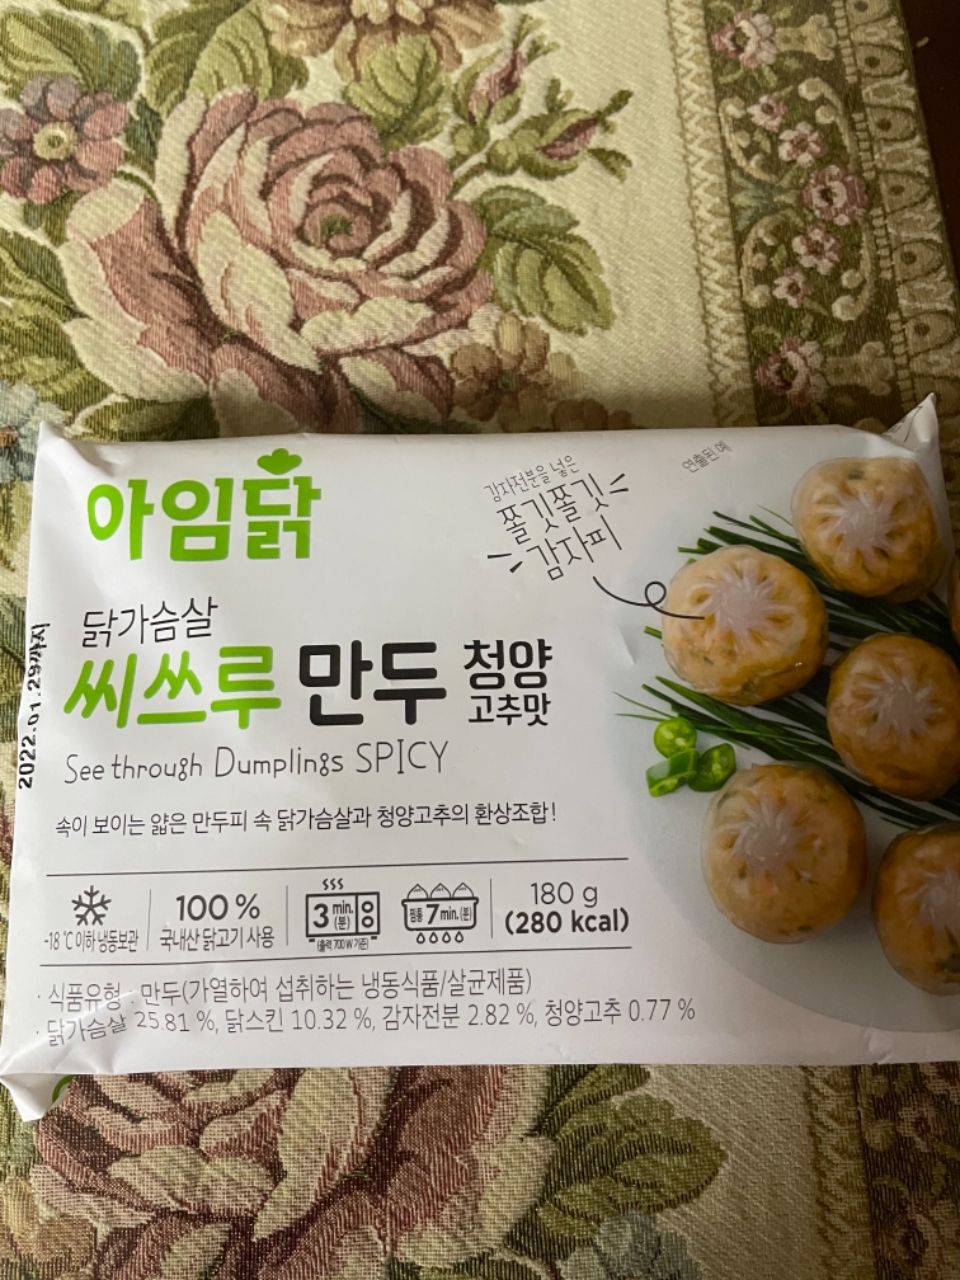 아임닭
감자전분을 넣은
쫄깃쫄깃
감자피
연출된 예
닭가슴살
씨쓰루 만두 청양
고추맛
See through Dumplings SPICY
속이 보이는 얇은 만두피 속 닭가슴살과 청양고추의 환상조합!
-18 ℃ 이하 냉동보관
100 %
국내산 닭고기 사용
3 min.(분)
(출력 700W 기준)
찜통 7 min.(분)
180 g
(280 kcal)
· 식품유형 : 만두(가열하여 섭취하는 냉동식품/살균제품)
· 닭가슴살 25.81 %, 닭스킨 10.32 %, 감자전분 2.82 %, 청양고추 0.77 %
2022.01.29까지